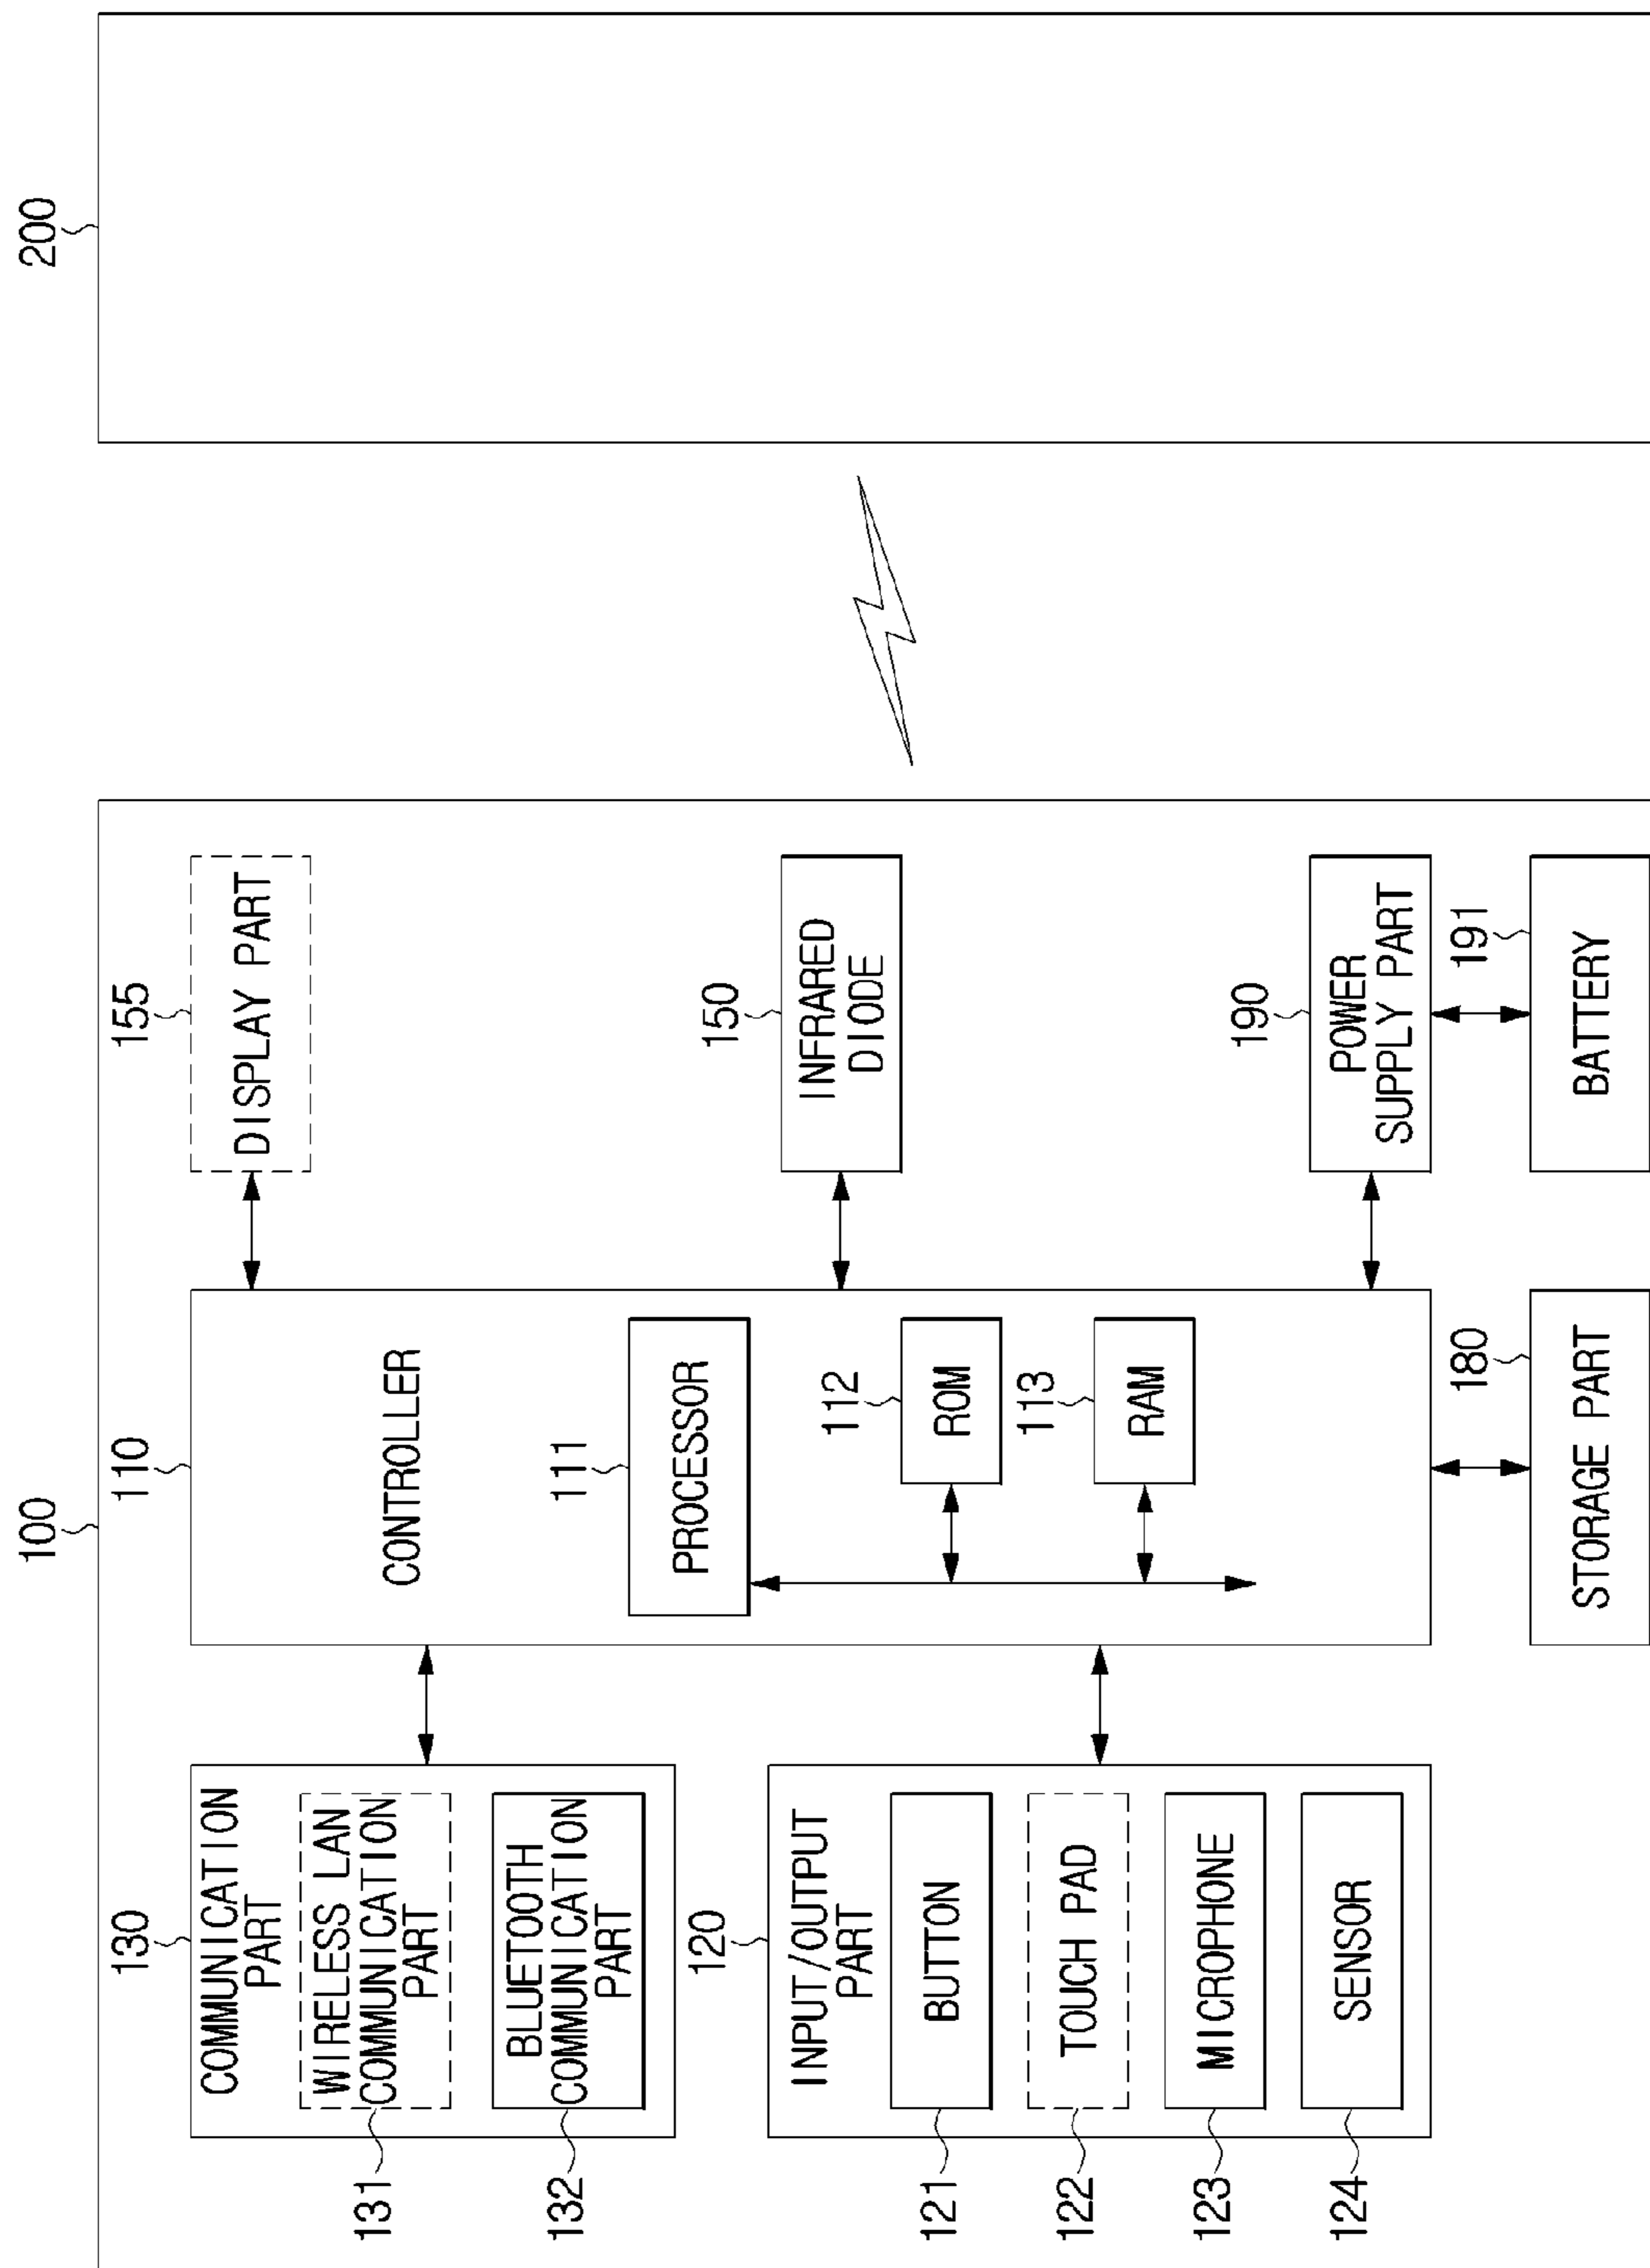 100
200
130
COMMUNICATION
PART
WIRELESS LAN
COMMUNICATION
PART
131
BLUETOOTH
COMMUNICATION
PART
132
120
INPUT/OUTPUT
PART
BUTTON
121
TOUCH PAD
122
MICROPHONE
123
SENSOR
124
110
CONTROLLER
111
PROCESSOR
112
ROM
113
RAM
180
STORAGE PART
155
DISPLAY PART
150
INFRARED
DIODE
190
POWER
SUPPLY PART
191
BATTERY